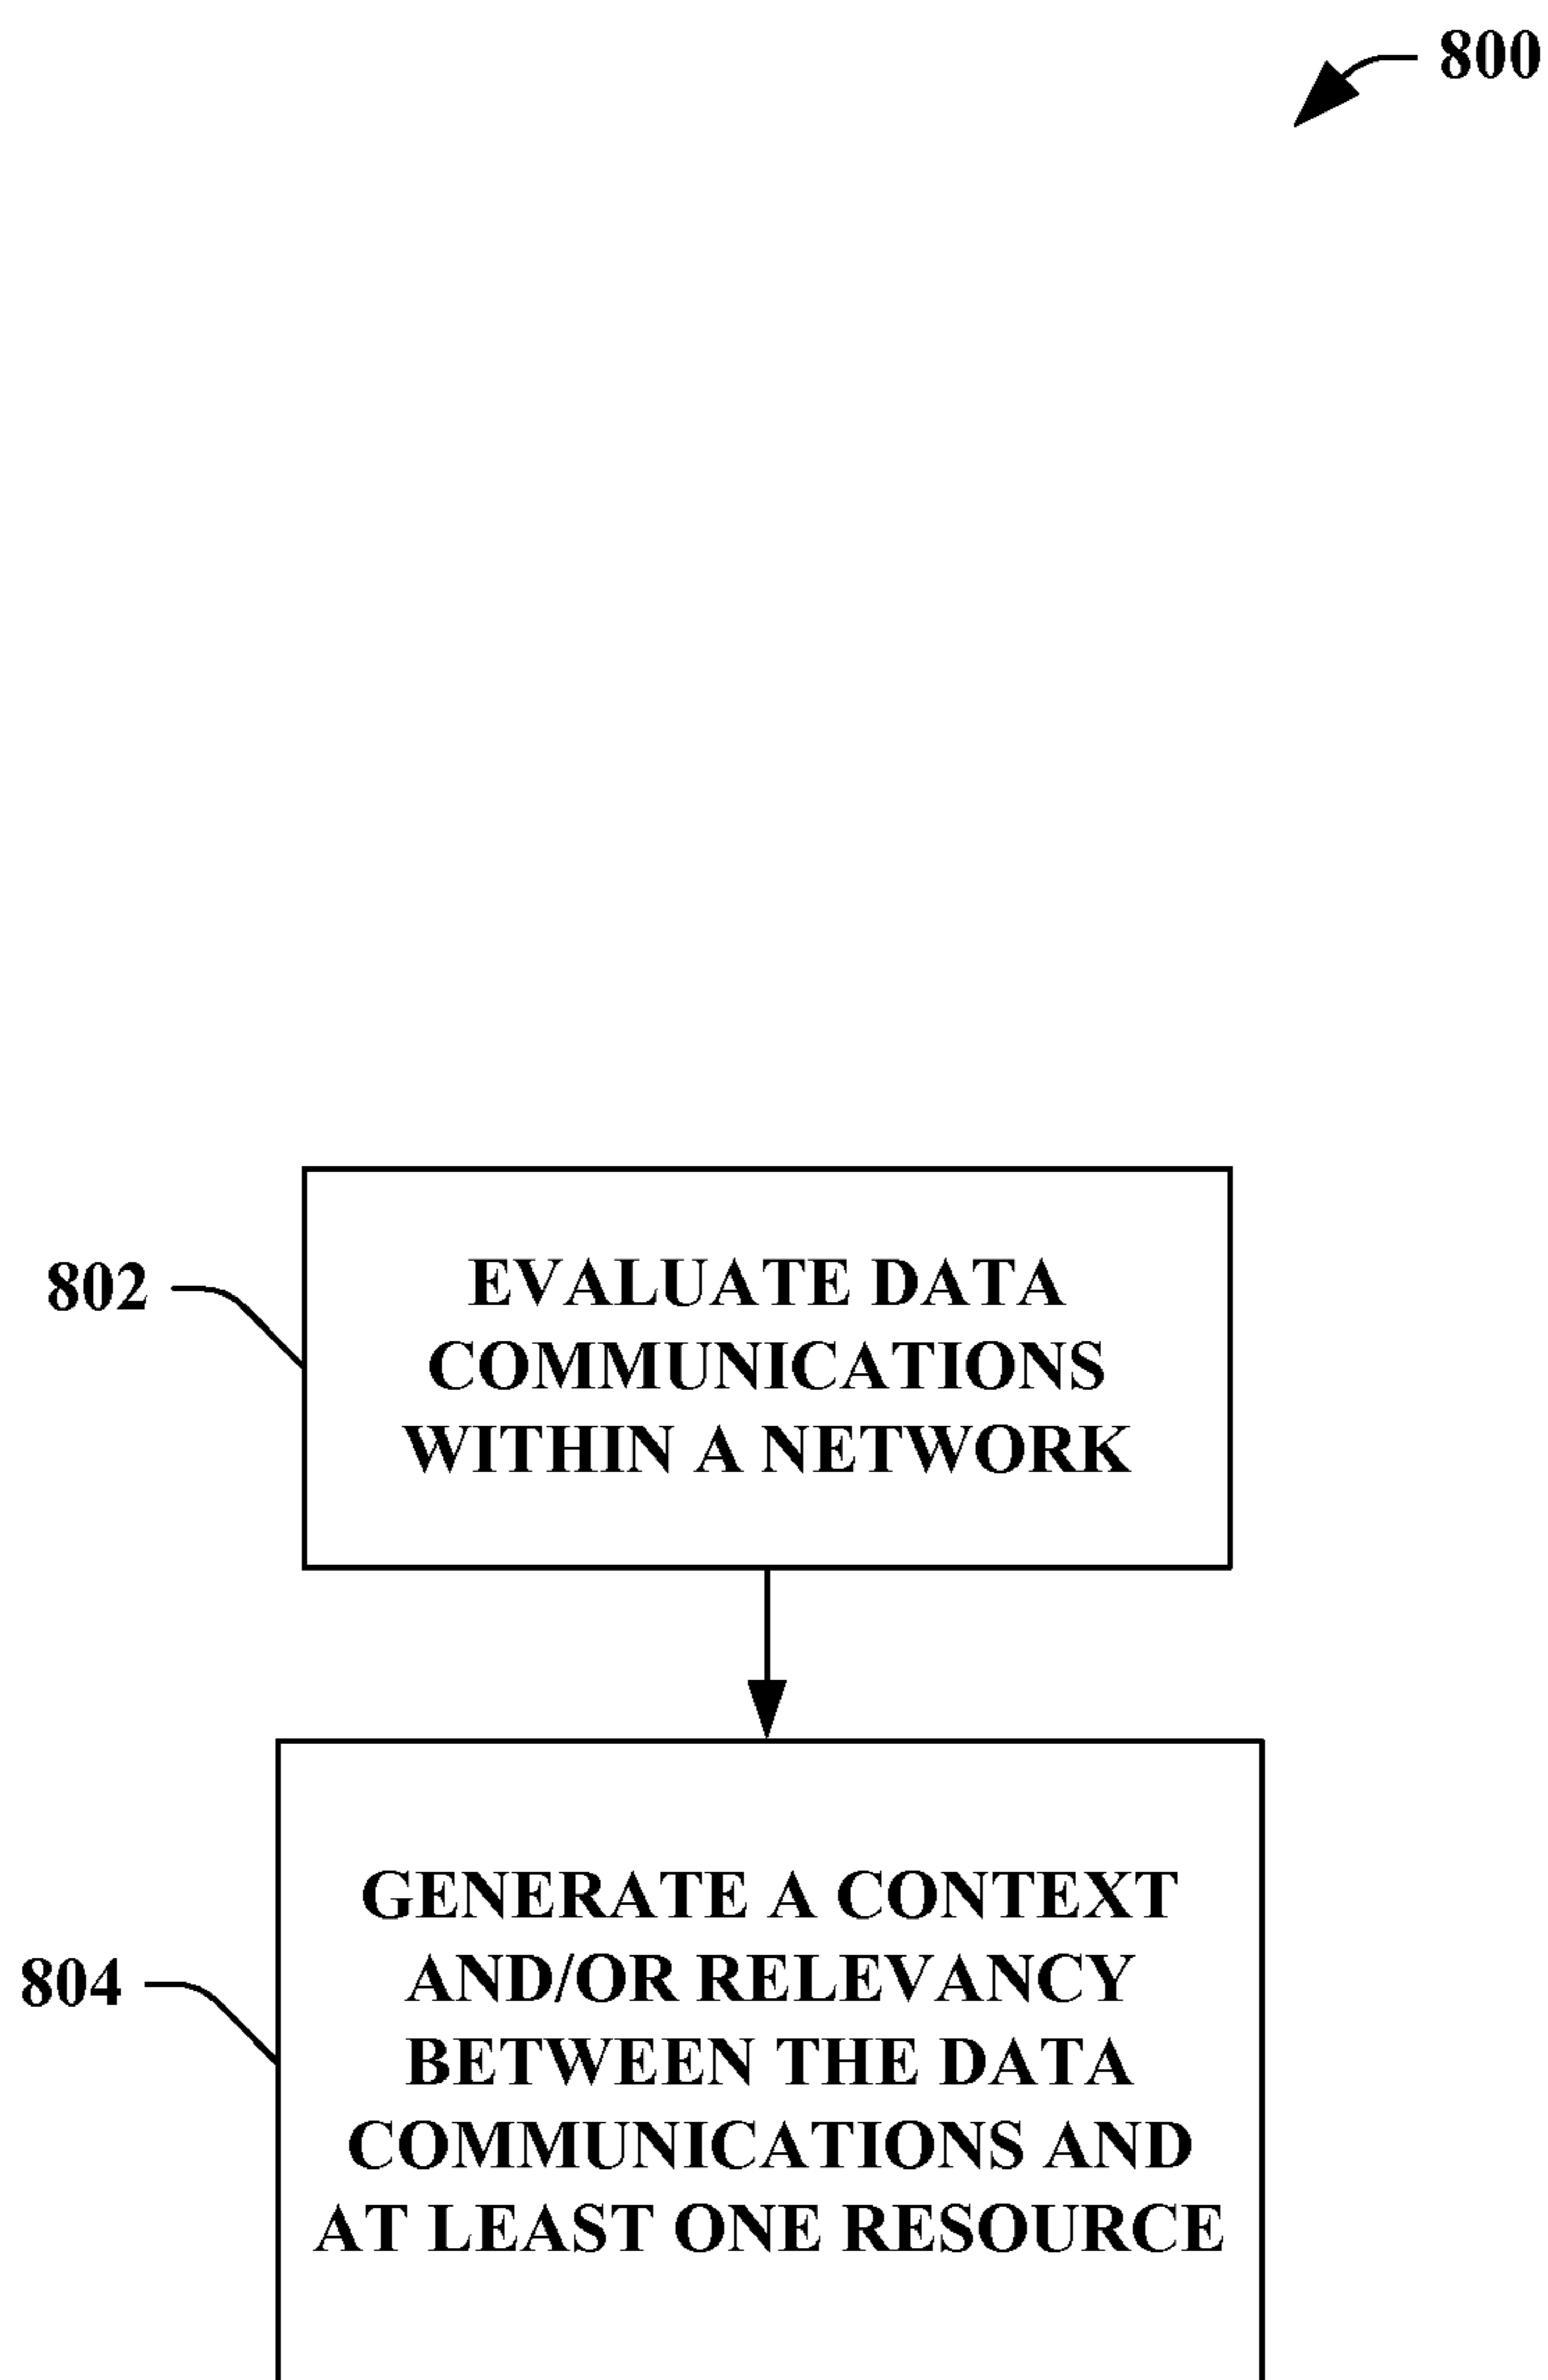 800
802
EVALUATE DATA
COMMUNICATIONS
WITHIN A NETWORK
804
GENERATE A CONTEXT
AND/OR RELEVANCY
BETWEEN THE DATA
COMMUNICATIONS AND
AT LEAST ONE RESOURCE